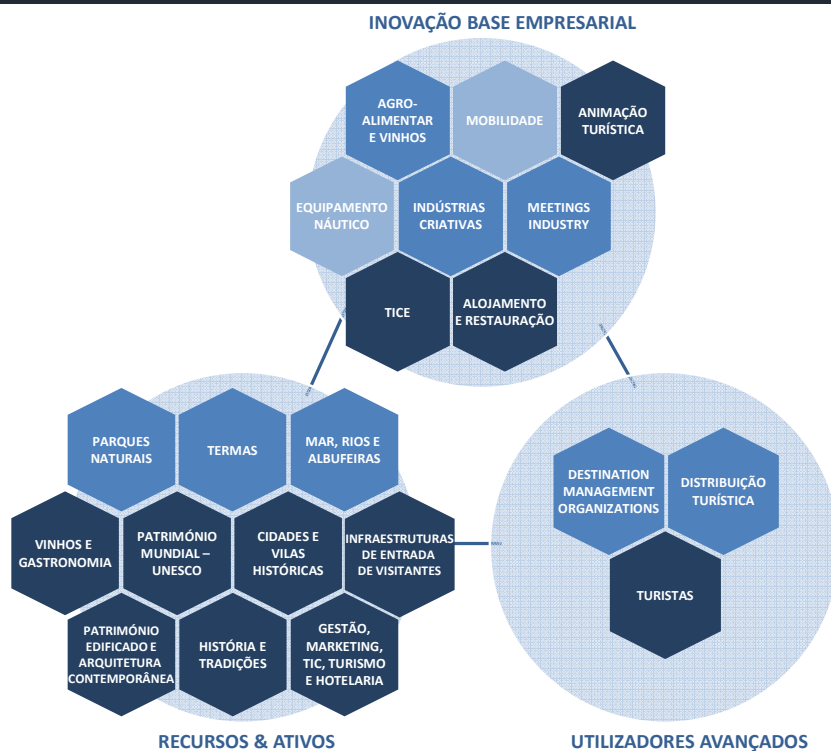 INOVAÇÃO BASE EMPRESARIAL
AGRO-
ALIMENTAR
E VINHOS
MOBILIDADE
ANIMAÇÃO
TURÍSTICA
EQUIPAMENTO
NÁUTICO
INDÚSTRIAS
CRIATIVAS
MEETINGS
INDUSTRY
TICE
ALOJAMENTO
E RESTAURAÇÃO
PARQUES
NATURAIS
TERMAS
MAR, RIOS E
ALBUFEIRAS
VINHOS E
GASTRONOMIA
PATRIMÓNIO
MUNDIAL –
UNESCO
CIDADES E
VILAS
HISTÓRICAS
INFRAESTRUTURAS
DE ENTRADA
DE VISITANTES
PATRIMÓNIO
EDIFICADO E
ARQUITETURA
CONTEMPORÂNEA
HISTÓRIA E
TRADIÇÕES
GESTÃO,
MARKETING,
TIC, TURISMO
E HOTELARIA
RECURSOS & ATIVOS
DESTINATION
MANAGEMENT
ORGANIZATIONS
DISTRIBUIÇÃO
TURÍSTICA
TURISTAS
UTILIZADORES AVANÇADOS